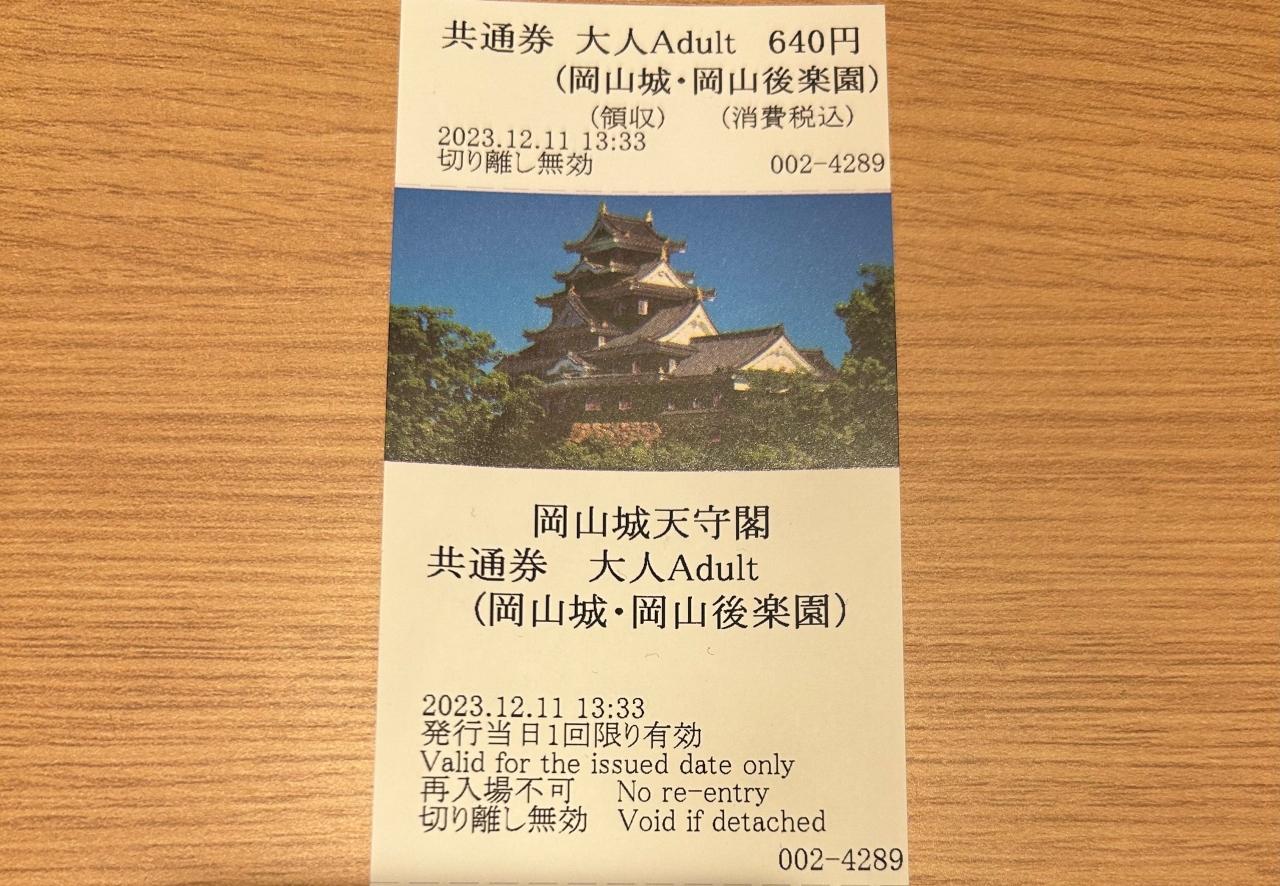 共通券 大人Adult 640円
(岡山城・岡山後楽園)
(領収) (消費税込)
2023.12.11 13:33
切り離し無効 002-4289
岡山城天守閣
共通券 大人Adult
(岡山城・岡山後楽園)
2023.12.11 13:33
発行当日1回限り有効
Valid for the issued date only
再入場不可 No re-entry
切り離し無効 Void if detached
002-4289